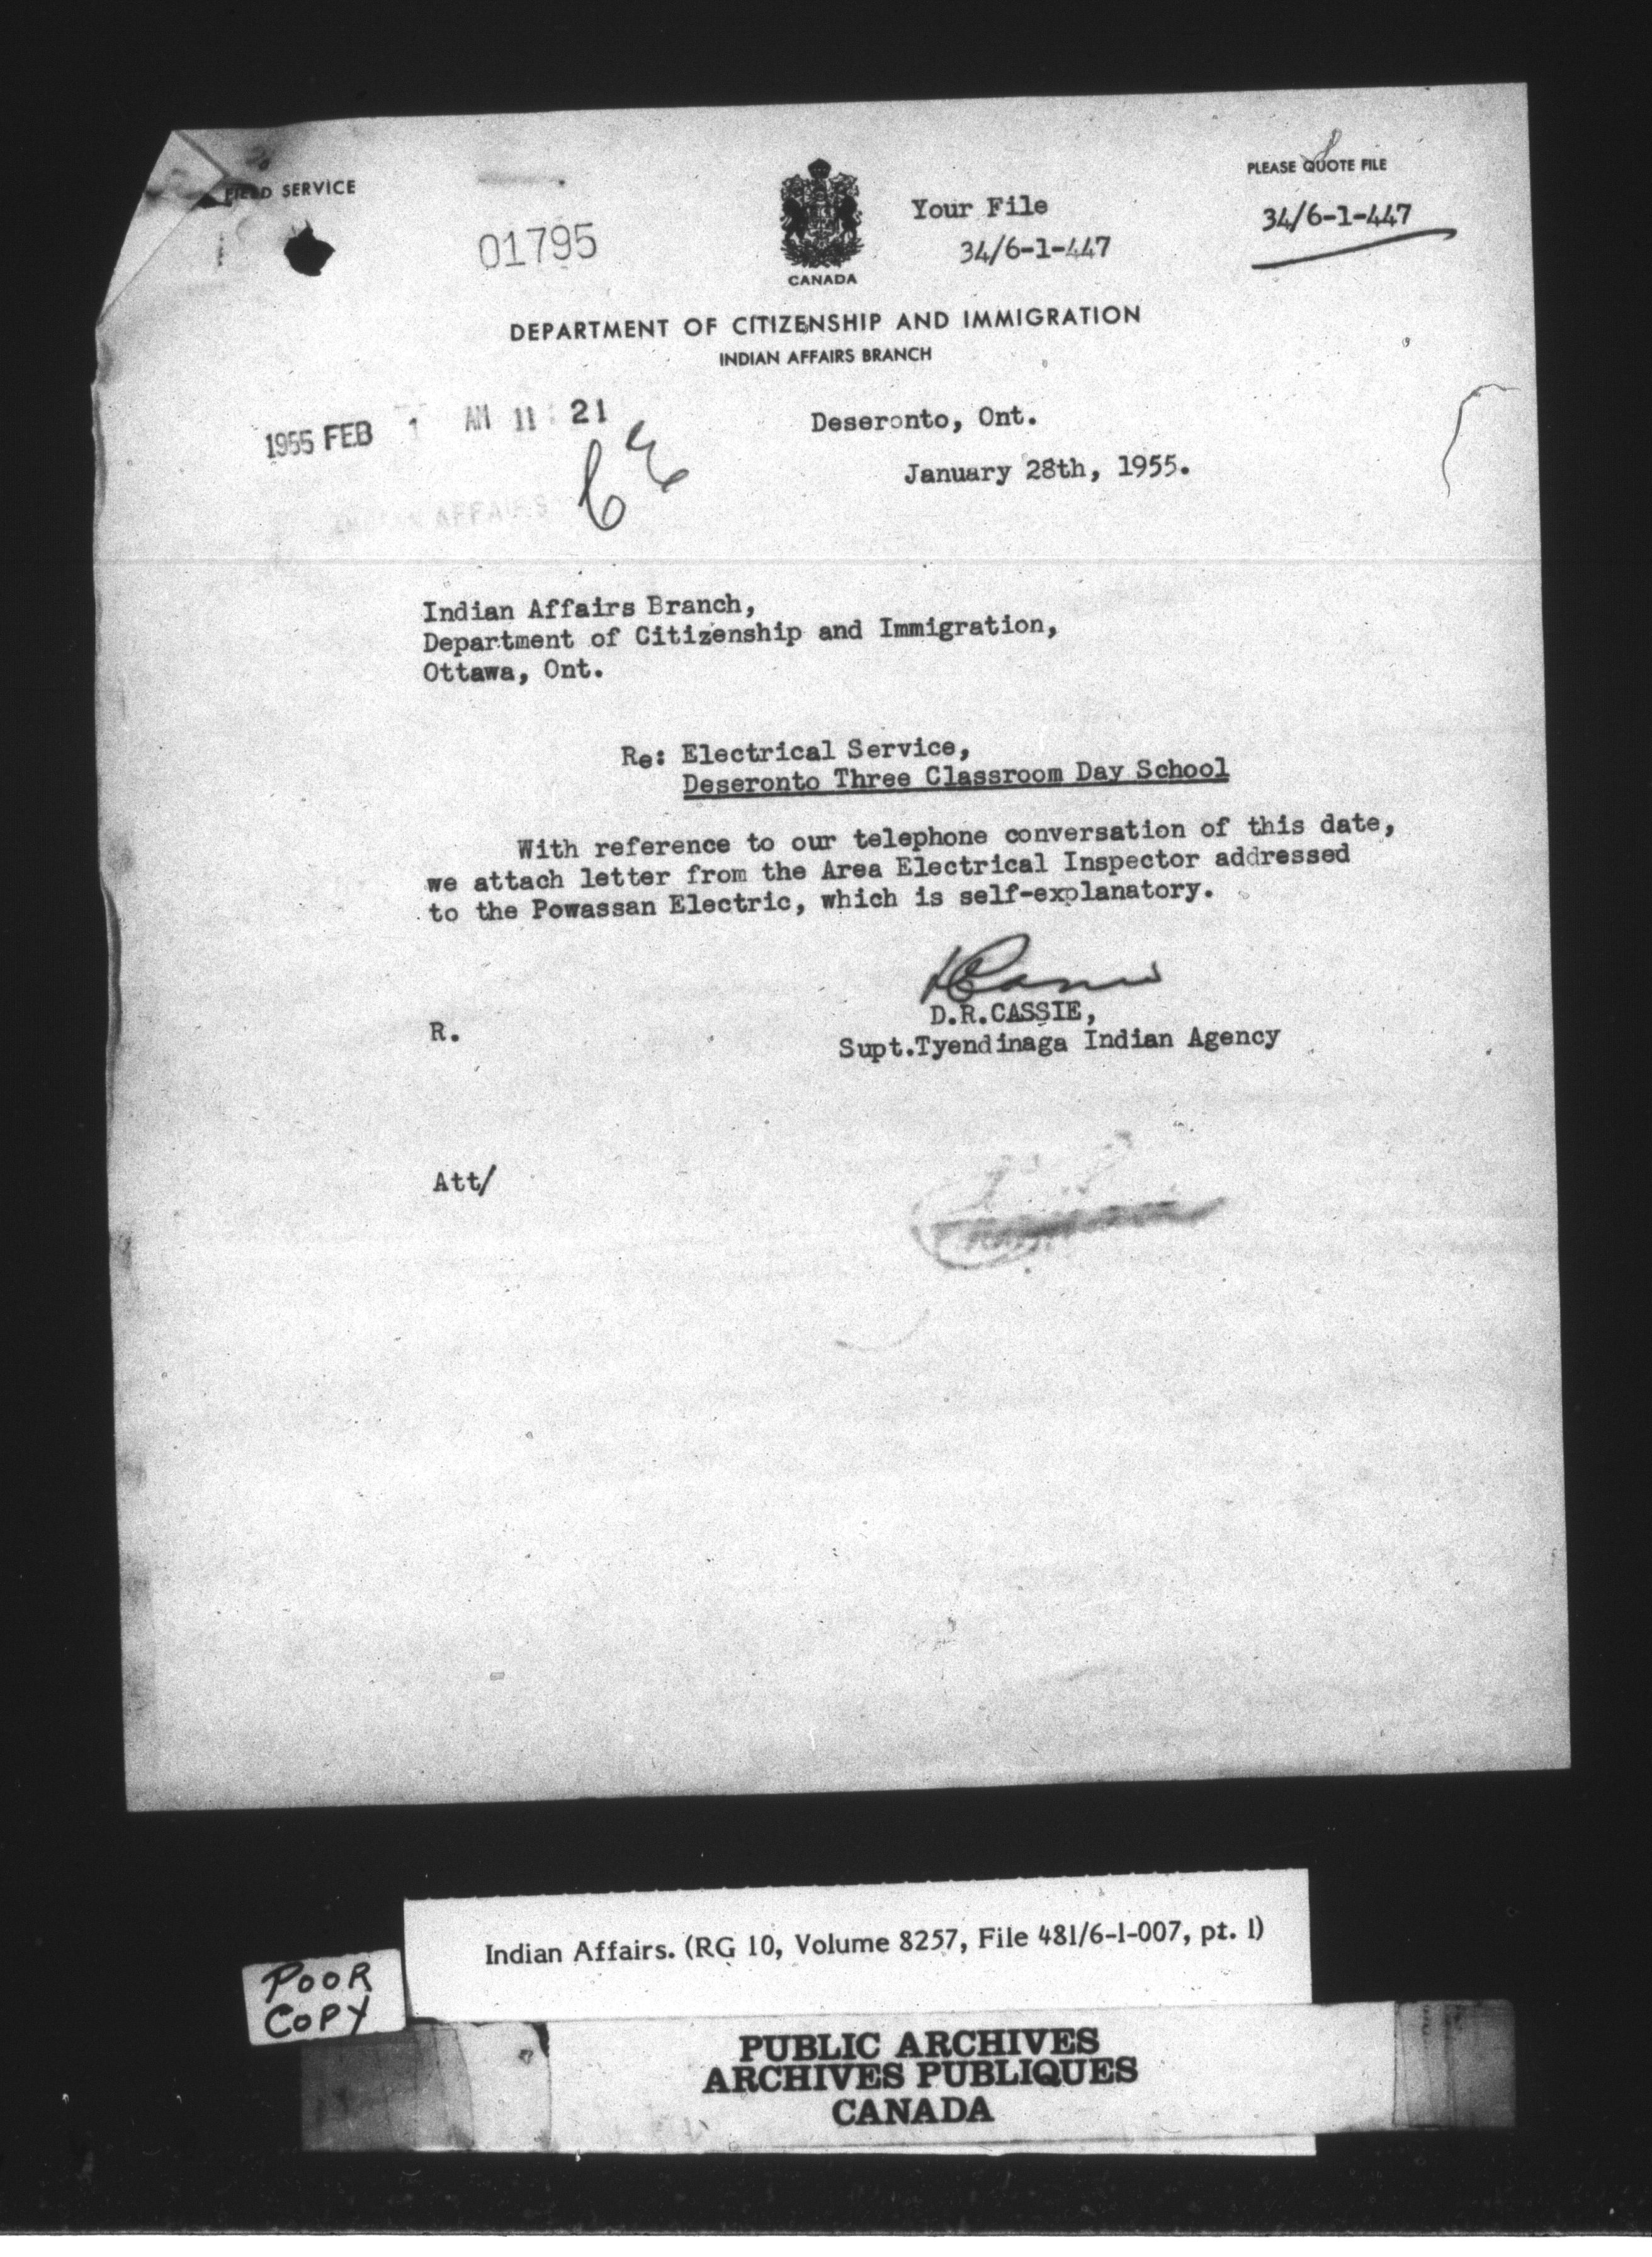 FIELD SERVICE
PLEASE QUOTE FILE
34/6-1-447
01795
Your File
34/6-1-447
CANADA
DEPARTMENT OF CITIZENSHIP AND IMMIGRATION
INDIAN AFFAIRS BRANCH
1955 FEB 1 AM 11:21
INDIAN AFFAIRS
Deseronto, Ont.
January 28th, 1955.
Indian Affairs Branch,
Department of Citizenship and Immigration,
Ottawa, Ont.
Re: Electrical Service,
Deseronto Three Classroom Day School
With reference to our telephone conversation of this date,
we attach letter from the Area Electrical Inspector addressed
to the Powassan Electric, which is self-explanatory.
D.R.CASSIE,
R.
Supt.Tyendinaga Indian Agency
Att/
Indian Affairs. (RG 10, Volume 8257, File 481/6-1-007, pt. 1)
POOR
COPY
PUBLIC ARCHIVES
ARCHIVES PUBLIQUES
CANADA